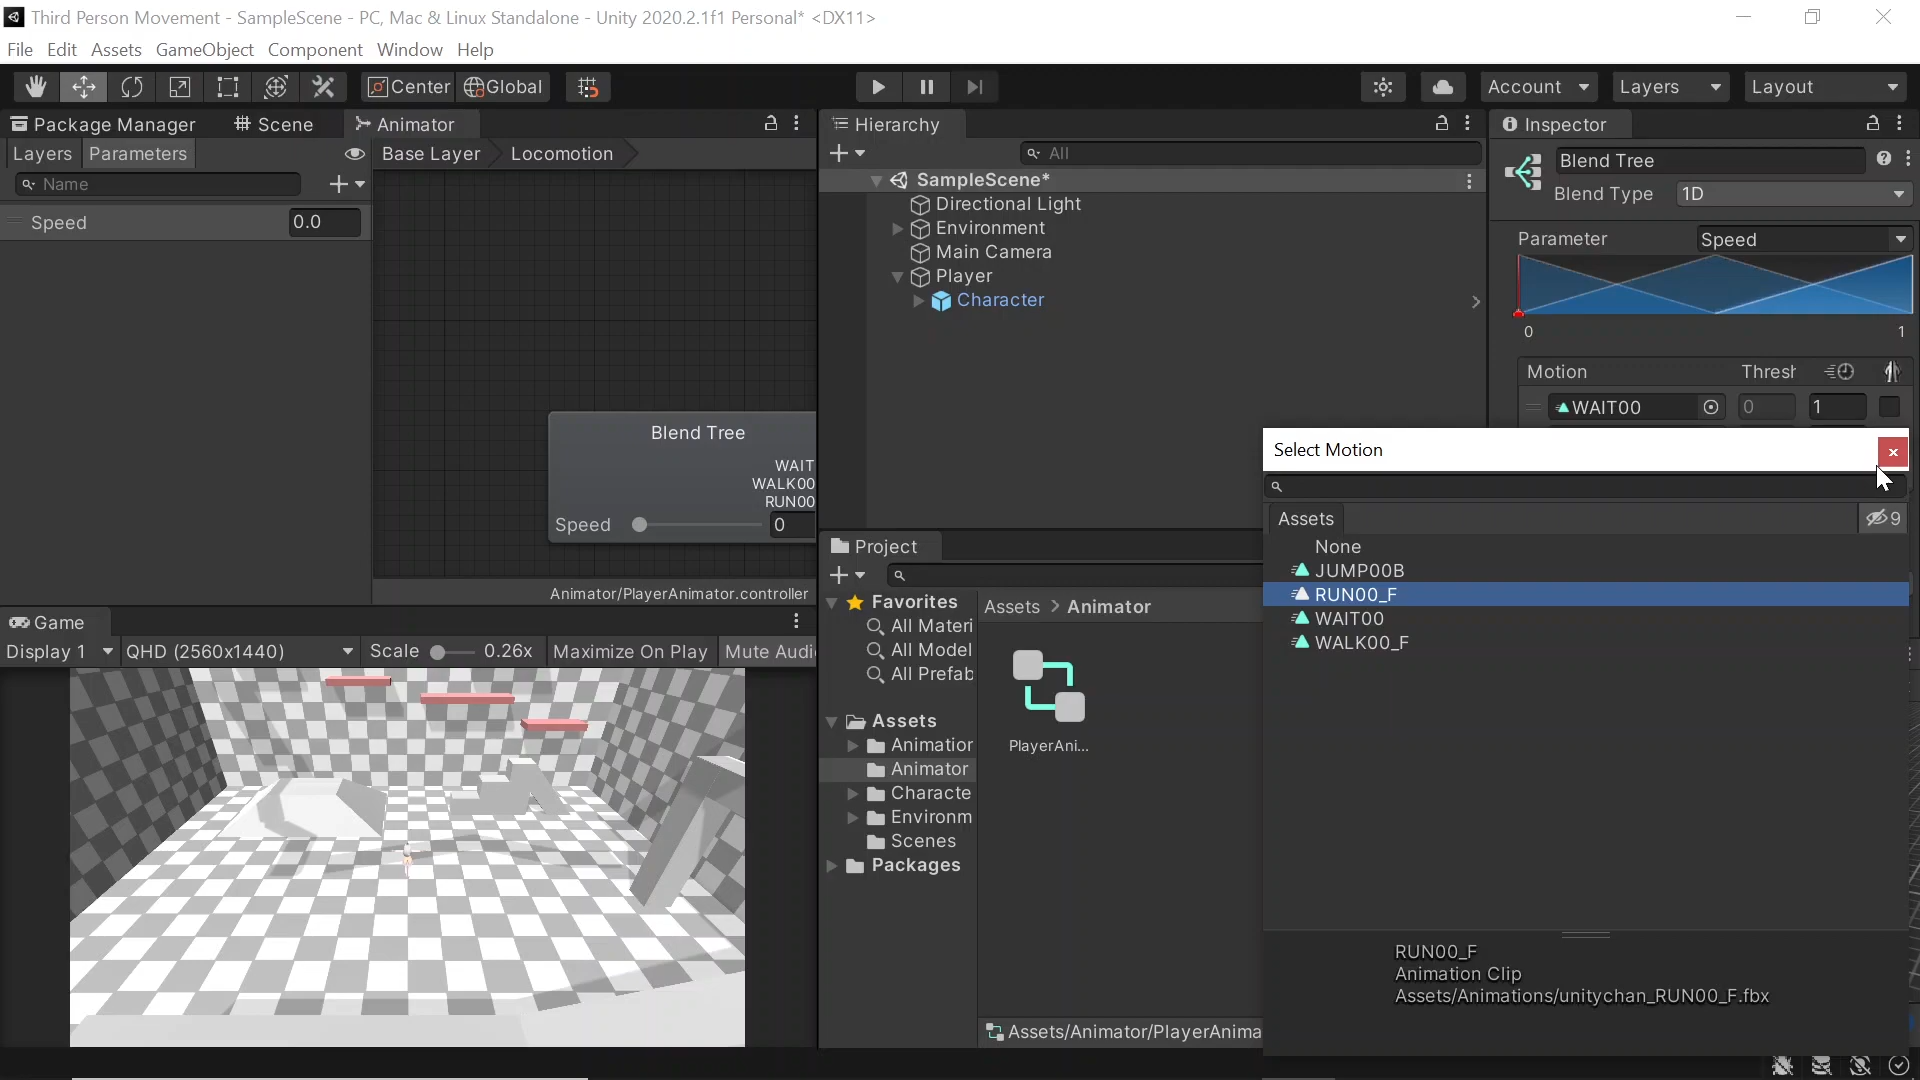 Third Person Movement - SampleScene - PC, Mac & Linux Standalone - Unity 2020.2.1f1 Personal* <DX11>
File Edit Assets GameObject Component Window Help
Center Global Account Layers Layout
Package Manager Scene Animator
Layers Parameters Base Layer Locomotion
Name
Speed 0.0
Blend Tree
WAIT
WALK00
RUN00
Speed 0
Animator/PlayerAnimator.controller
Game
Display 1 QHD (2560x1440) Scale 0.26x Maximize On Play Mute Audi
Hierarchy
All
SampleScene*
Directional Light
Environment
Main Camera
Player
Character
Project
Favorites
All Materi
All Model
All Prefab
Assets
Animation
Animator
Characte
Environm
Scenes
Packages
Assets > Animator
PlayerAni...
Assets/Animator/PlayerAnima
Inspector
Blend Tree
Blend Type 1D
Parameter Speed
0 1
Motion Thresh
WAIT00 0 1
Select Motion
Assets 9
None
JUMP00B
RUN00_F
WAIT00
WALK00_F
RUN00_F
Animation Clip
Assets/Animations/unitychan_RUN00_F.fbx